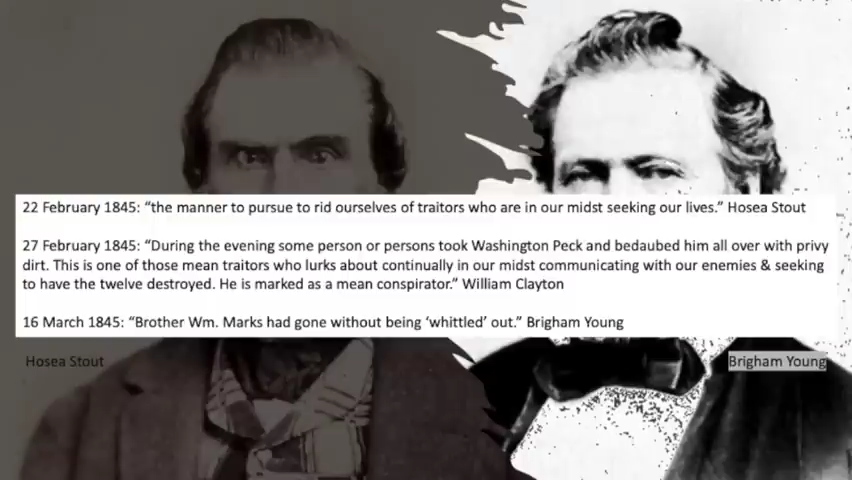 22 February 1845: “the manner to pursue to rid ourselves of traitors who are in our midst seeking our lives.” Hosea Stout
27 February 1845: “During the evening some person or persons took Washington Peck and bedaubed him all over with privy
dirt. This is one of those mean traitors who lurks about continually in our midst communicating with our enemies & seeking
to have the twelve destroyed. He is marked as a mean conspirator.” William Clayton
16 March 1845: “Brother Wm. Marks had gone without being ‘whittled’ out.” Brigham Young
Hosea Stout
Brigham Young